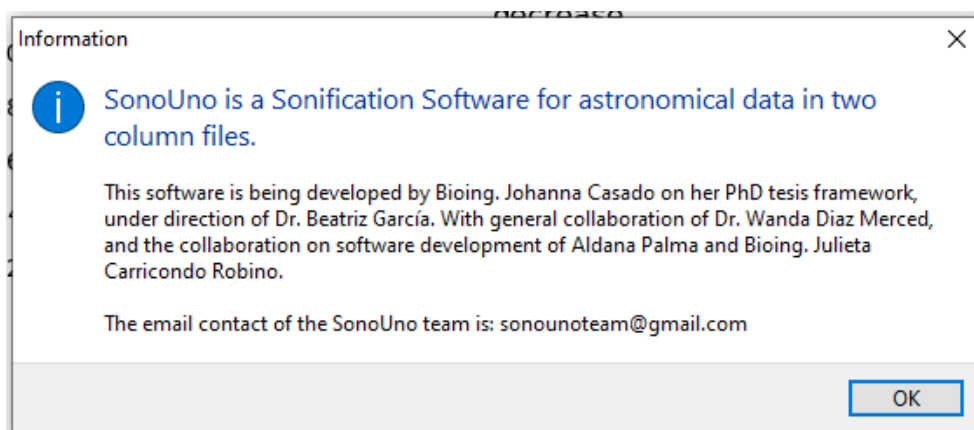 decrease
Information
SonoUno is a Sonification Software for astronomical data in two
column files.
This software is being developed by Bioing. Johanna Casado on her PhD tesis framework,
under direction of Dr. Beatriz García. With general collaboration of Dr. Wanda Diaz Merced,
and the collaboration on software development of Aldana Palma and Bioing. Julieta
Carricondo Robino.
The email contact of the SonoUno team is: sonounoteam@gmail.com
OK